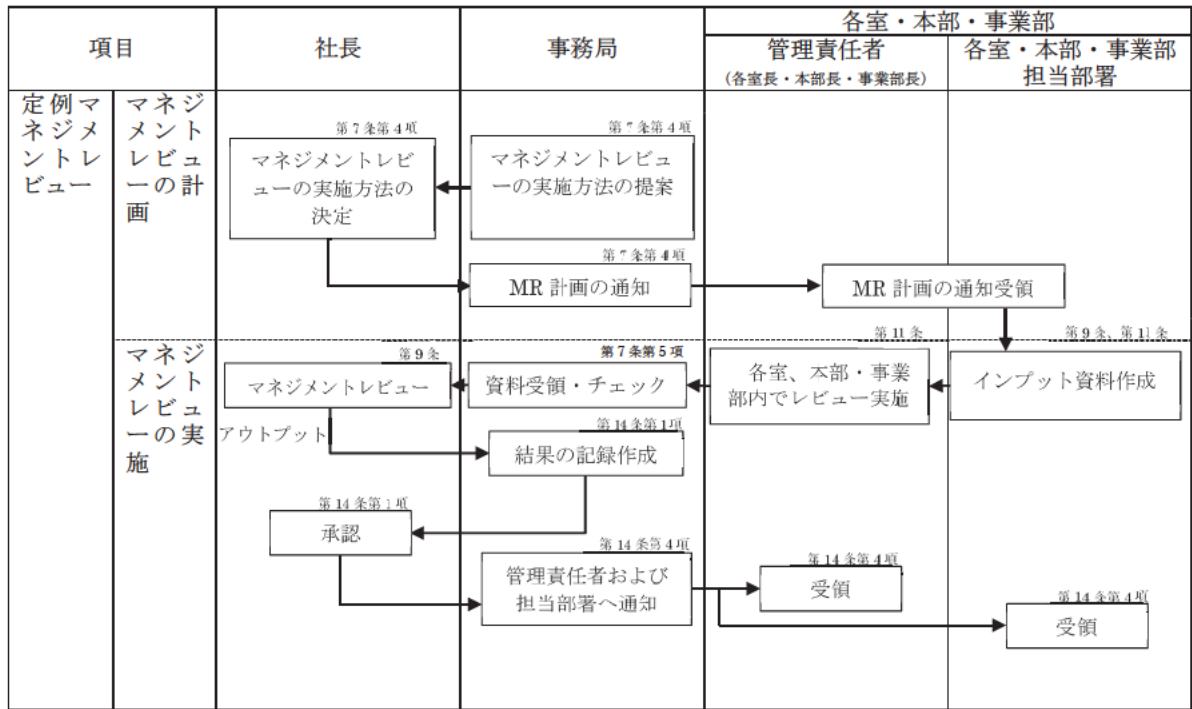 項目
社長
事務局
各室・本部・事業部
管理責任者
(各室長・本部長・事業部長)
各室・本部・事業部
担当部署
定例マ
ネジメ
ントレ
ビュー
マネジ
メント
レビュ
ーの計
画
第7条第4項
マネジメントレビ
ューの実施方法の
決定
第7条第4項
マネジメントレビュ
ーの実施方法の提案
第7条第4項
MR計画の通知
MR計画の通知受領
マネジ
メント
レビュ
ーの実
施
第9条
マネジメントレビュー
第7条第5項
資料受領・チェック
第11条
各室、本部・事業
部内でレビュー実施
第9条、第11条
インプット資料作成
アウトプット
第14条第1項
結果の記録作成
第14条第1項
承認
第14条第4項
管理責任者および
担当部署へ通知
第14条第4項
受領
第14条第4項
受領